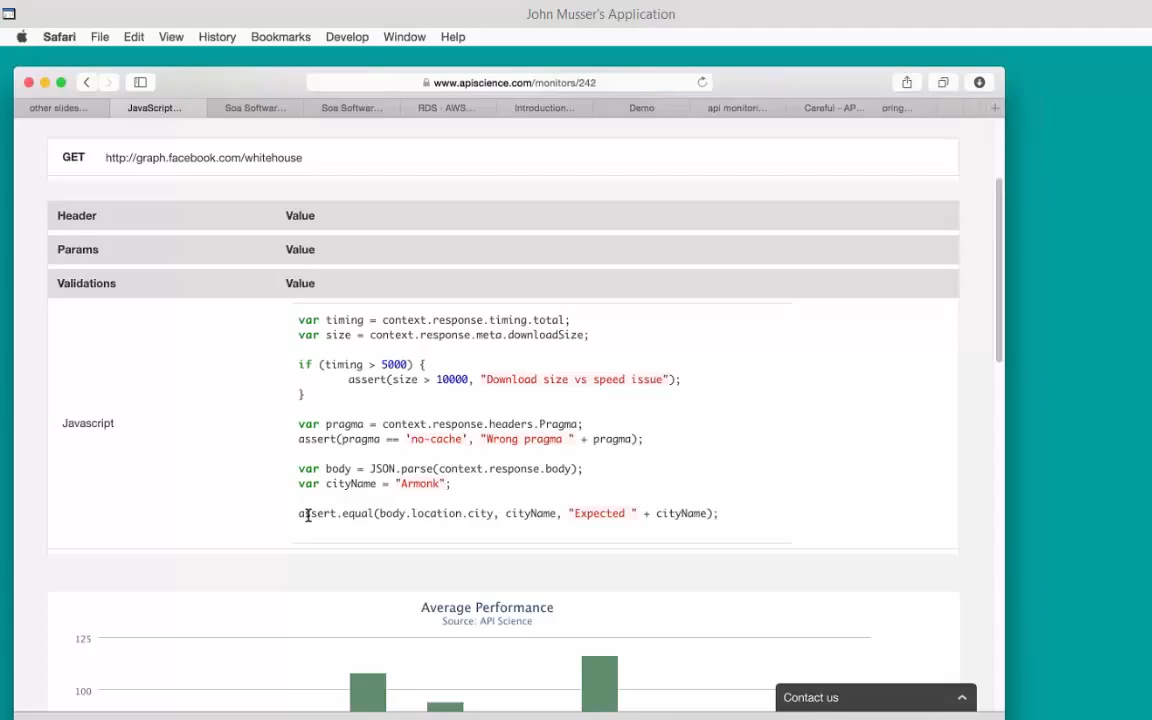 John Musser's Application
Safari File Edit View History Bookmarks Develop Window Help
www.apiscience.com/monitors/242
other slides... JavaScript... Soa Softwar... Soa Softwar... RDS - AWS... Introduction... Demo api monitori... Careful - AP... oring...
GET http://graph.facebook.com/whitehouse
Header Value
Params Value
Validations Value
Javascript
var timing = context.response.timing.total;
var size = context.response.meta.downloadSize;
if (timing > 5000) {
assert(size > 10000, "Download size vs speed issue");
}
var pragma = context.response.headers.Pragma;
assert(pragma == 'no-cache', "Wrong pragma " + pragma);
var body = JSON.parse(context.response.body);
var cityName = "Armonk";
assert.equal(body.location.city, cityName, "Expected " + cityName);
Average Performance
Source: API Science
125
100
Contact us